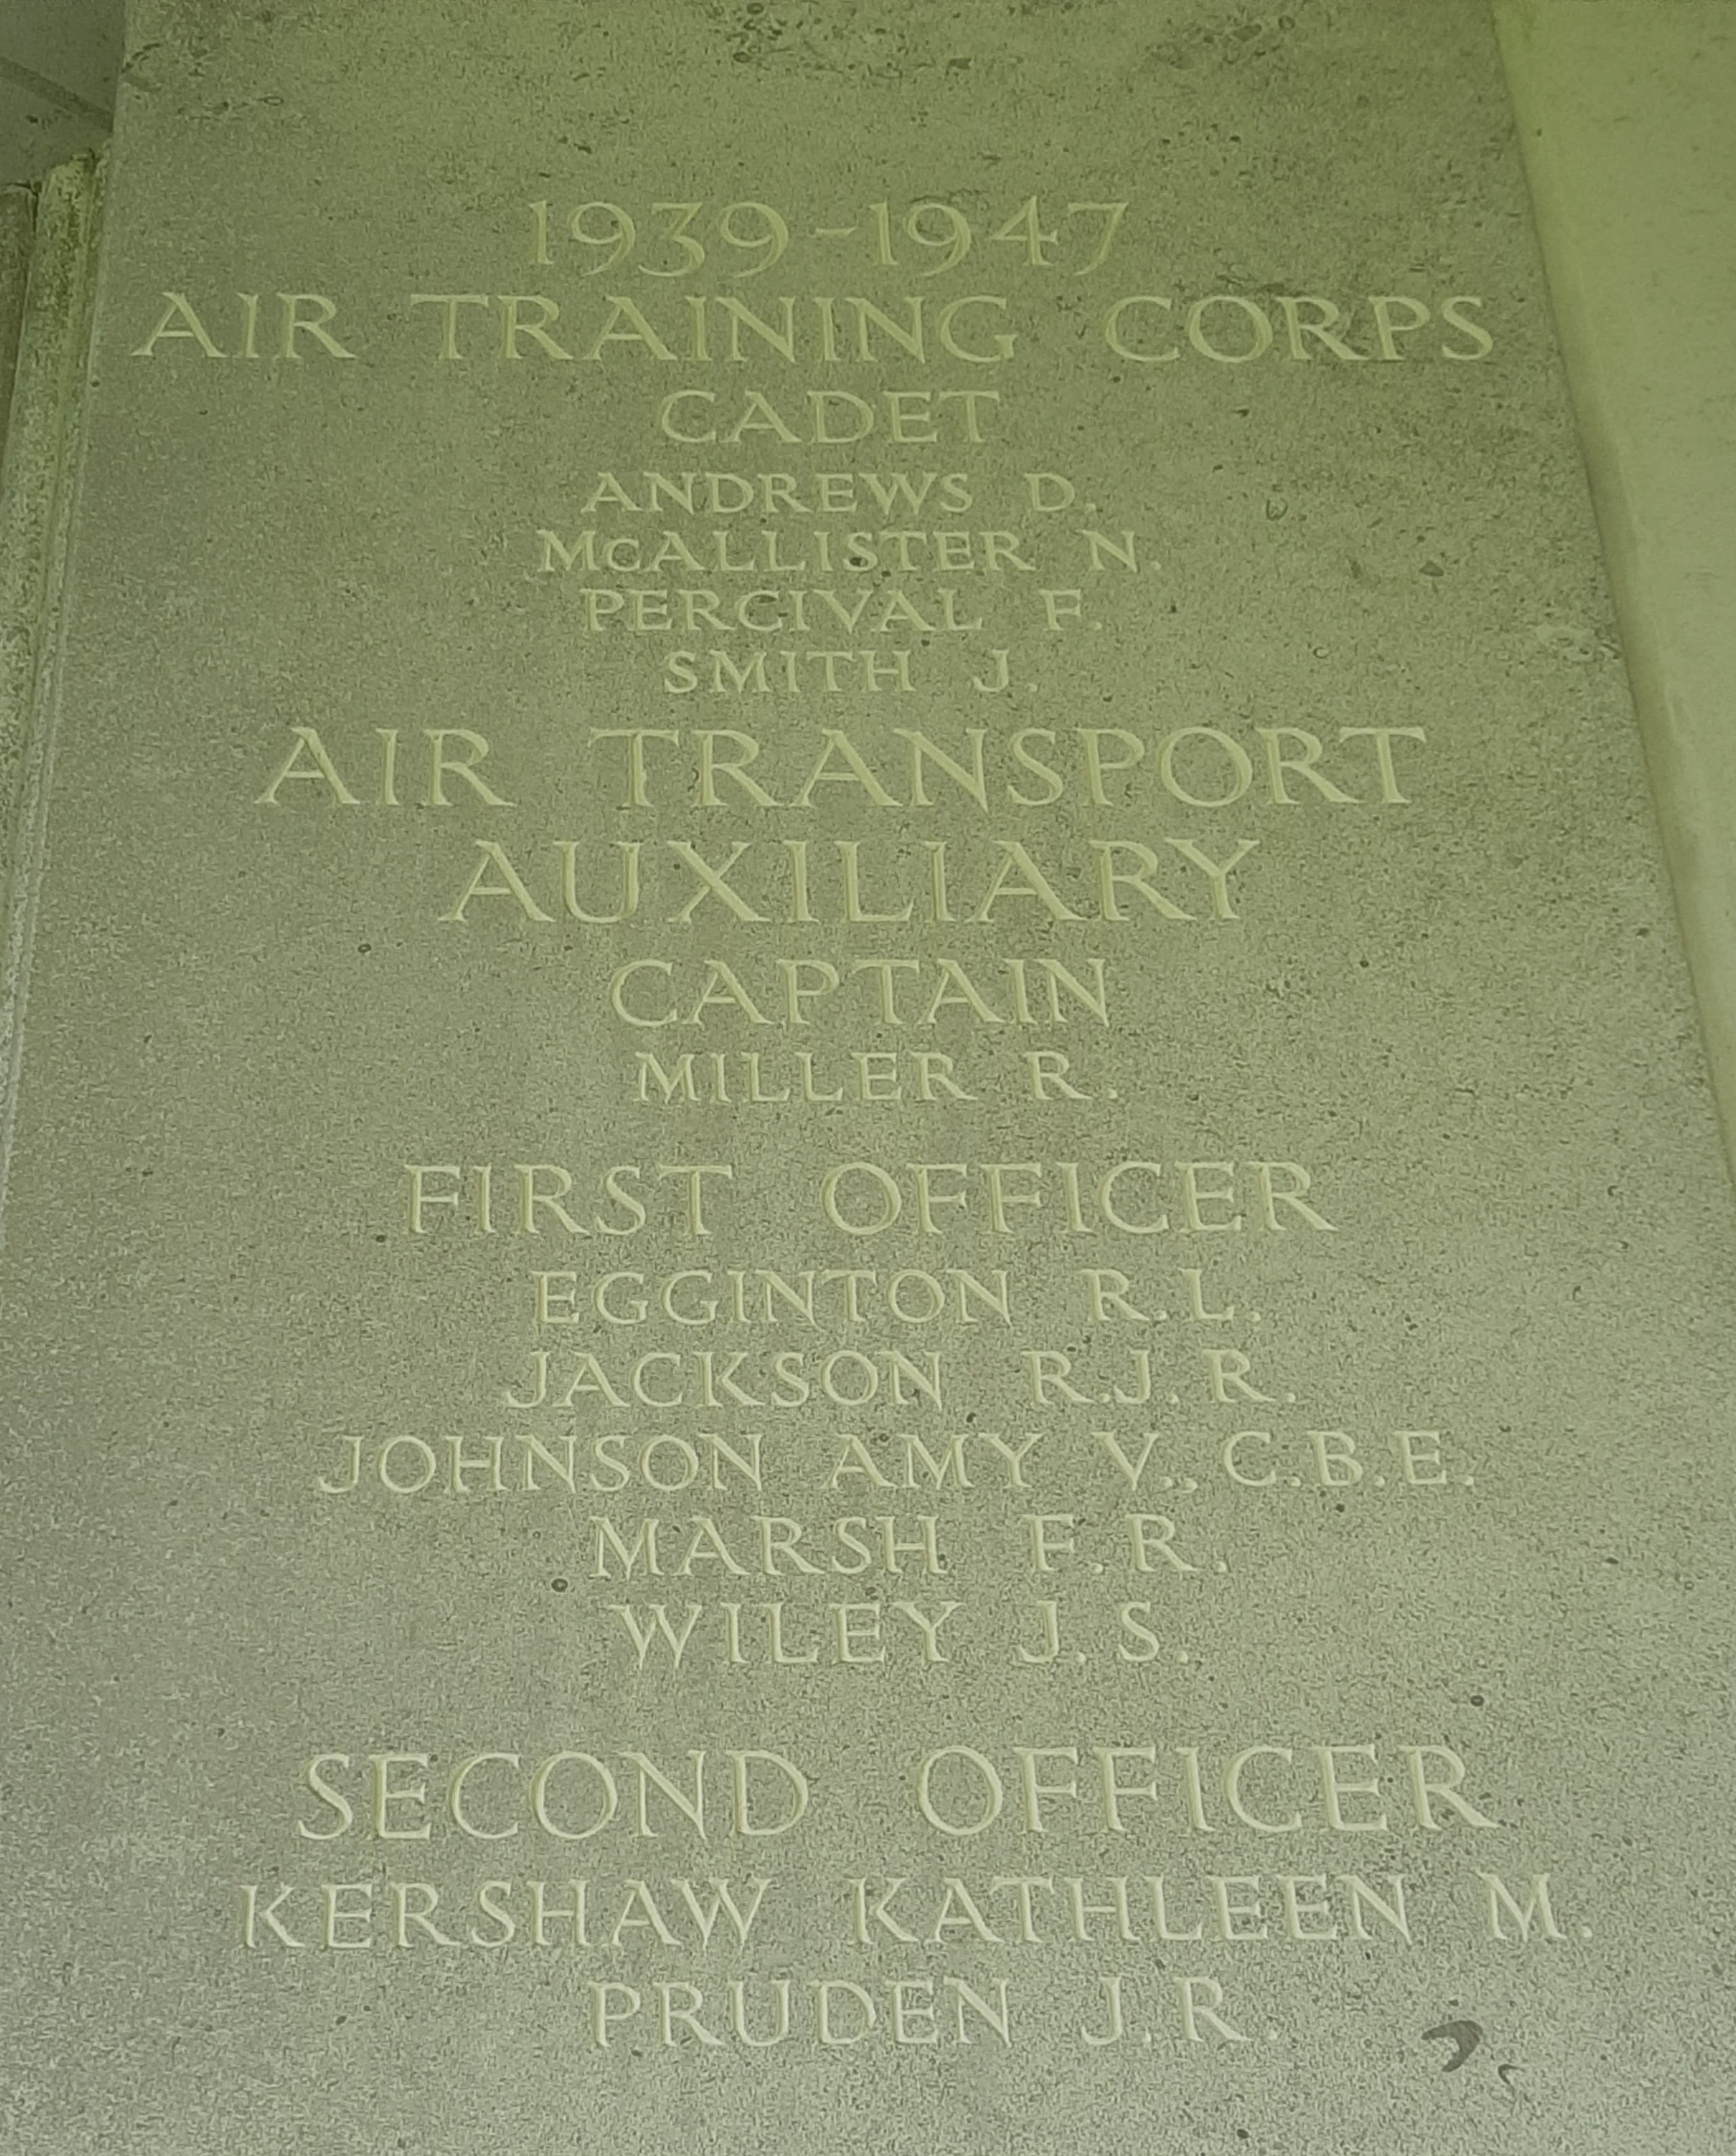 1939-1947
AIR TRAINING CORPS
CADET
ANDREWS D.
McALLISTER N.
PERCIVAL F.
SMITH J.
AIR TRANSPORT
AUXILIARY
CAPTAIN
MILLER R.
FIRST OFFICER
EGGINTON R.L.
JACKSON R.J.R.
JOHNSON AMY V., C.B.E.
MARSH F.R.
WILEY J.S.
SECOND OFFICER
KERSHAW KATHLEEN M.
PRUDEN J.R.